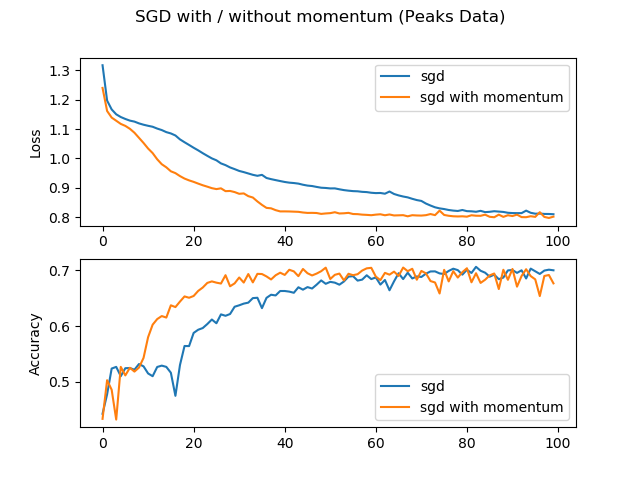 SGD with / without momentum (Peaks Data)
Loss
1.3
1.2
1.1
1.0
0.9
0.8
sgd
sgd with momentum
0 20 40 60 80 100
Accuracy
0.7
0.6
0.5
sgd
sgd with momentum
0 20 40 60 80 100